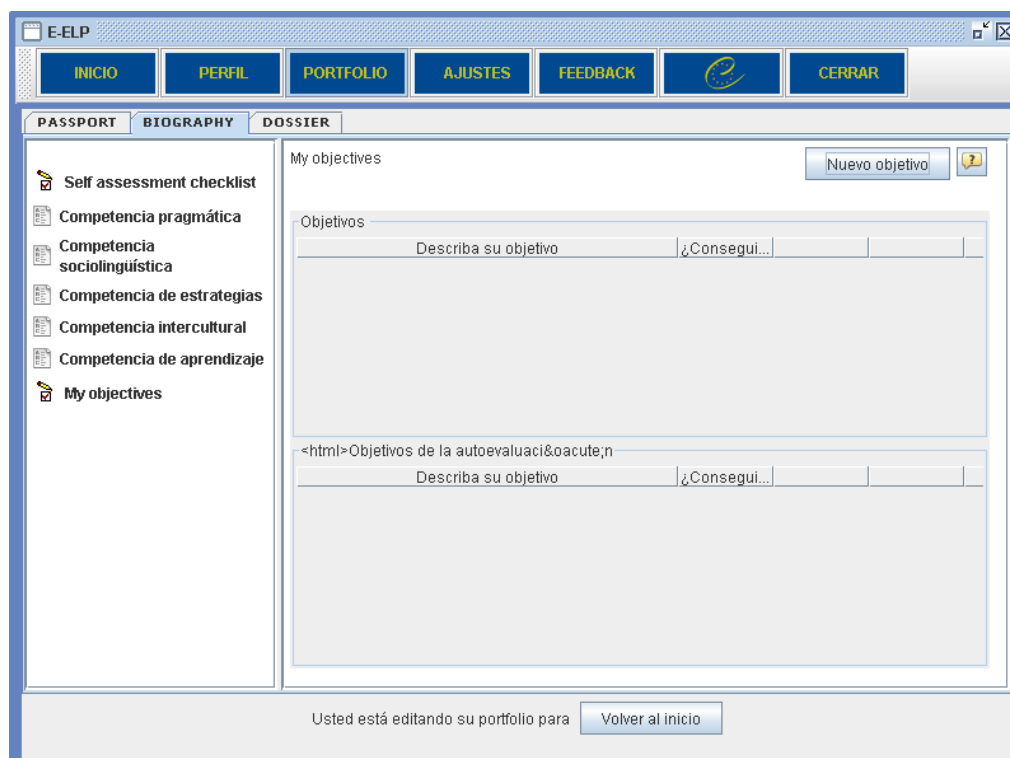 E-ELP
INICIO
PERFIL
PORTFOLIO
AJUSTES
FEEDBACK
CERRAR
PASSPORT
BIOGRAPHY
DOSSIER
Self assessment checklist
Competencia pragmática
Competencia
sociolingüística
Competencia de estrategias
Competencia intercultural
Competencia de aprendizaje
My objectives
My objectives
Nuevo objetivo
?
Objetivos
Describa su objetivo
¿Consegui...
<html>Objetivos de la autoevaluaci&oacute;n
Describa su objetivo
¿Consegui...
Usted está editando su portfolio para
Volver al inicio